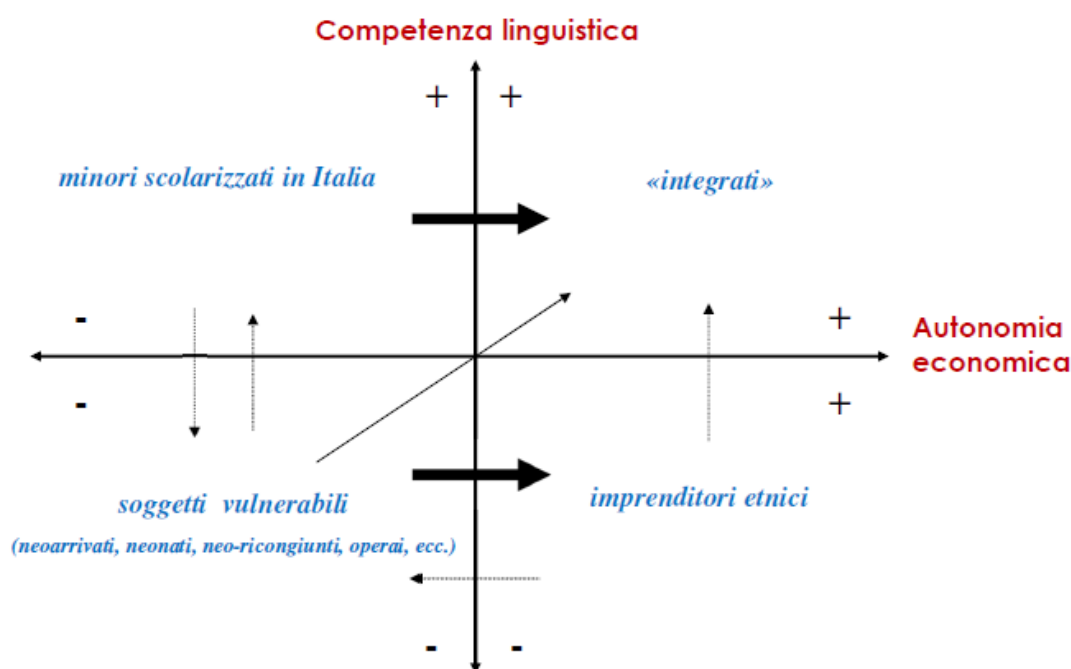 Competenza linguistica
+ +
minori scolarizzati in Italia
«integrati»
- +
Autonomia
economica
- +
soggetti vulnerabili
imprenditori etnici
(neoarrivati, neonati, neo-ricongiunti, operai, ecc.)
- -